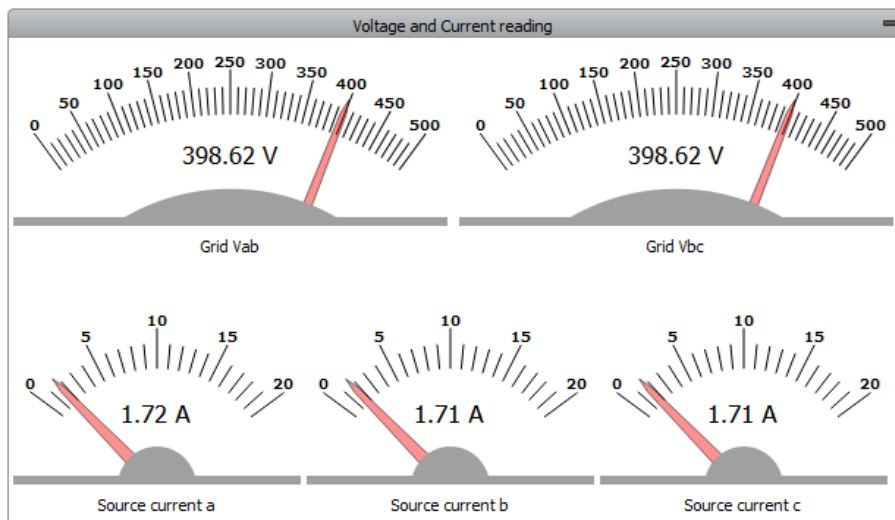 Voltage and Current reading
0 50 100 150 200 250 300 350 400 450 500
398.62 V
Grid Vab
0 50 100 150 200 250 300 350 400 450 500
398.62 V
Grid Vbc
0 5 10 15 20
1.72 A
Source current a
0 5 10 15 20
1.71 A
Source current b
0 5 10 15 20
1.71 A
Source current c